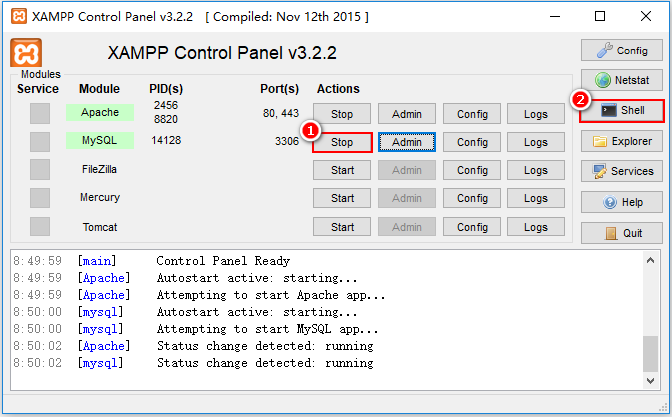 XAMPP Control Panel v3.2.2 [ Compiled: Nov 12th 2015 ]
XAMPP Control Panel v3.2.2
Config
Modules
Service Module PID(s) Port(s) Actions
Netstat
Apache 2456 8820 80, 443 Stop Admin Config Logs
2 Shell
1
MySQL 14128 3306 Stop Admin Config Logs
Explorer
FileZilla Start Admin Config Logs
Services
Mercury Start Admin Config Logs
Help
Tomcat Start Admin Config Logs
Quit
8:49:59 [main] Control Panel Ready
8:49:59 [Apache] Autostart active: starting...
8:49:59 [Apache] Attempting to start Apache app...
8:50:00 [mysql] Autostart active: starting...
8:50:00 [mysql] Attempting to start MySQL app...
8:50:02 [Apache] Status change detected: running
8:50:02 [mysql] Status change detected: running